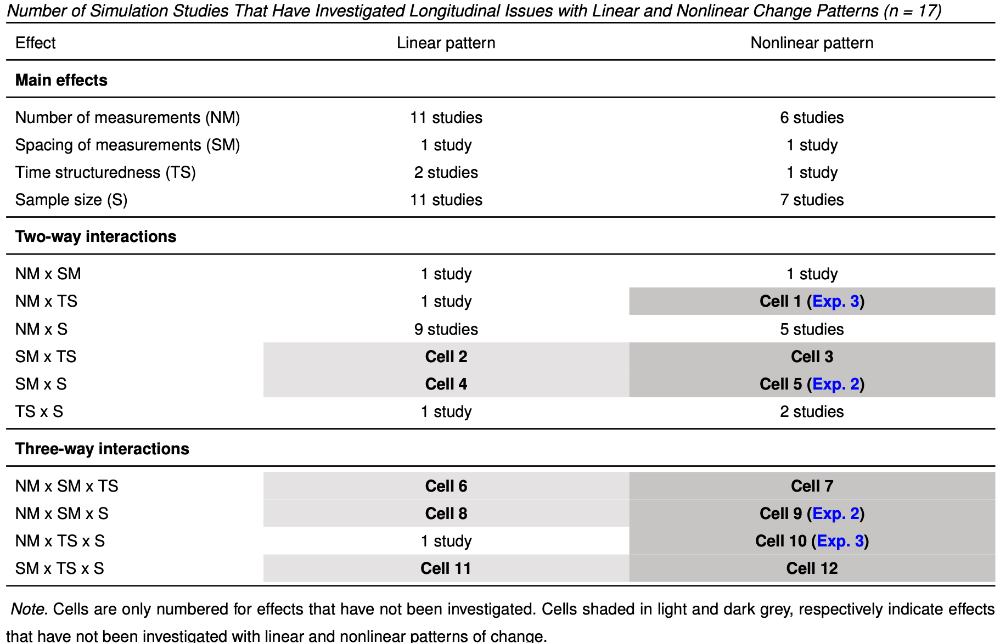 Number of Simulation Studies That Have Investigated Longitudinal Issues with Linear and Nonlinear Change Patterns (n = 17)
Effect Linear pattern Nonlinear pattern
Main effects
Number of measurements (NM) 11 studies 6 studies
Spacing of measurements (SM) 1 study 1 study
Time structuredness (TS) 2 studies 1 study
Sample size (S) 11 studies 7 studies
Two-way interactions
NM x SM 1 study 1 study
NM x TS 1 study Cell 1 (Exp. 3)
NM x S 9 studies 5 studies
SM x TS Cell 2 Cell 3
SM x S Cell 4 Cell 5 (Exp. 2)
TS x S 1 study 2 studies
Three-way interactions
NM x SM x TS Cell 6 Cell 7
NM x SM x S Cell 8 Cell 9 (Exp. 2)
NM x TS x S 1 study Cell 10 (Exp. 3)
SM x TS x S Cell 11 Cell 12
Note. Cells are only numbered for effects that have not been investigated. Cells shaded in light and dark grey, respectively indicate effects
that have not been investigated with linear and nonlinear patterns of change.